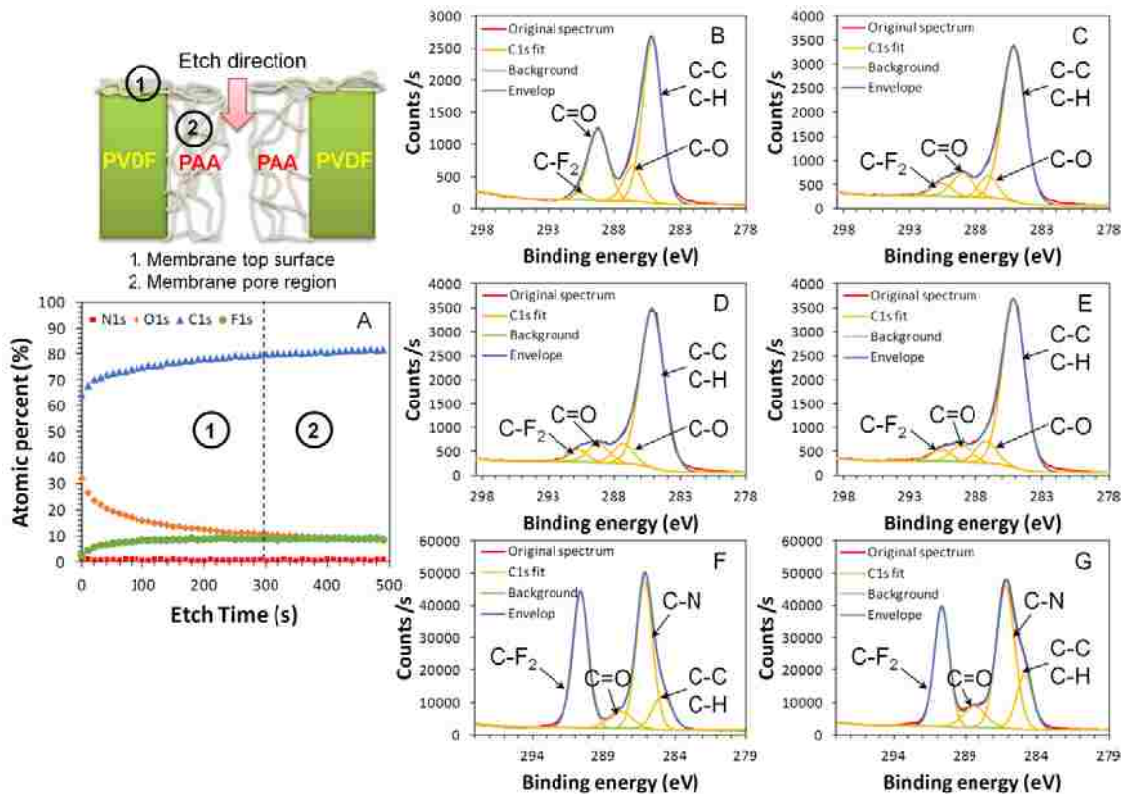 Etch direction
1
2
PVDF PAA PAA PVDF
1. Membrane top surface
2. Membrane pore region
A
N1s O1s C1s F1s
Atomic percent (%)
100
90
80
70
60
50
40
30
20
10
0
1 2
0 100 200 300 400 500
Etch Time (s)
B
Original spectrum
C1s fit
Background
Envelop
C-C
C-H
C=O
C-F2
C-O
Counts/s
3000
2500
2000
1500
1000
500
0
298 293 288 283 278
Binding energy (eV)
C
Original spectrum
C1s fit
Background
Envelope
C-C
C-H
C=O
C-F2
C-O
Counts/s
4000
3500
3000
2500
2000
1500
1000
500
0
298 293 288 283 278
Binding energy (eV)
D
Original spectrum
C1s fit
Background
Envelope
C-C
C-H
C=O
C-F2
C-O
Counts/s
4000
3500
3000
2500
2000
1500
1000
500
0
298 293 288 283 278
Binding energy (eV)
E
Original spectrum
C1s fit
Background
Envelope
C-C
C-H
C=O
C-F2
C-O
Counts/s
4000
3500
3000
2500
2000
1500
1000
500
0
298 293 288 283 278
Binding energy (eV)
F
Original spectrum
C1s fit
Background
Envelop
C-N
C-F2
C=O
C-C
C-H
Counts/s
60000
50000
40000
30000
20000
10000
0
294 289 284 279
Binding energy (eV)
G
Original spectrum
C1s fit
Background
Envelope
C-N
C-F2
C=O
C-C
C-H
Counts/s
60000
50000
40000
30000
20000
10000
0
294 289 284 279
Binding energy (eV)